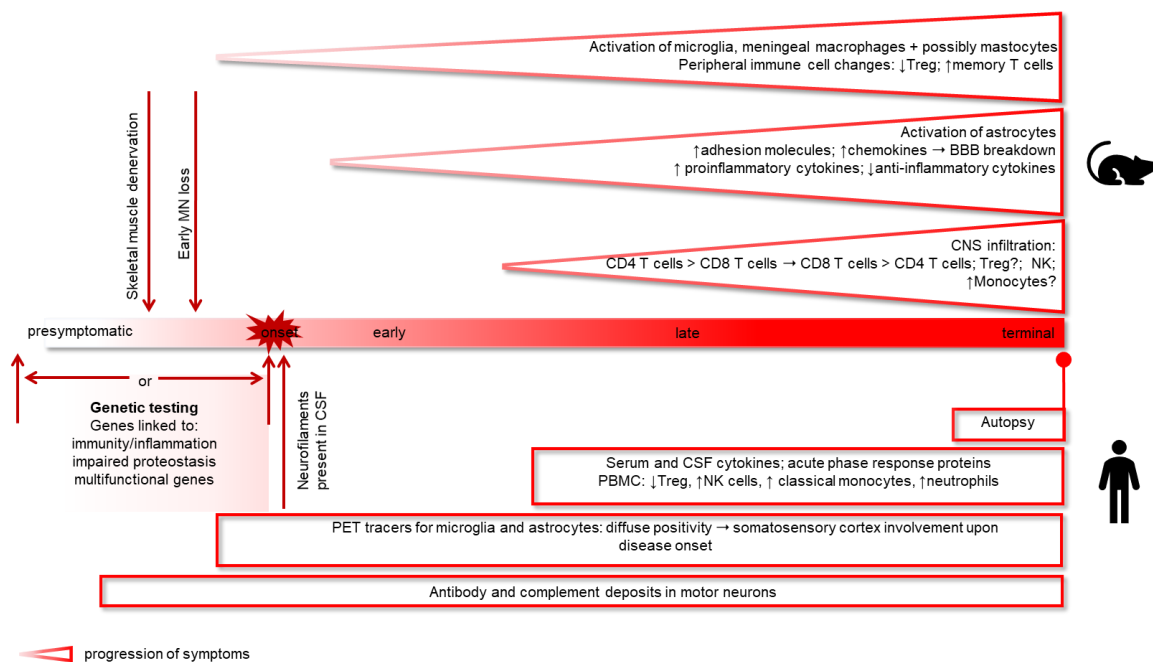 Activation of microglia, meningeal macrophages + possibly mastocytes
Peripheral immune cell changes: ↓Treg; ↑memory T cells
Activation of astrocytes
↑adhesion molecules; ↑chemokines → BBB breakdown
↑ proinflammatory cytokines; ↓anti-inflammatory cytokines
Skeletal muscle denervation
Early MN loss
CNS infiltration:
CD4 T cells > CD8 T cells → CD8 T cells > CD4 T cells; Treg?; NK;
↑Monocytes?
presymptomatic
onset
early
late
terminal
or
Genetic testing
Genes linked to:
immunity/inflammation
impaired proteostasis
multifunctional genes
Neurofilaments
present in CSF
Autopsy
Serum and CSF cytokines; acute phase response proteins
PBMC: ↓Treg, ↑NK cells, ↑ classical monocytes, ↑neutrophils
PET tracers for microglia and astrocytes: diffuse positivity → somatosensory cortex involvement upon
disease onset
Antibody and complement deposits in motor neurons
progression of symptoms